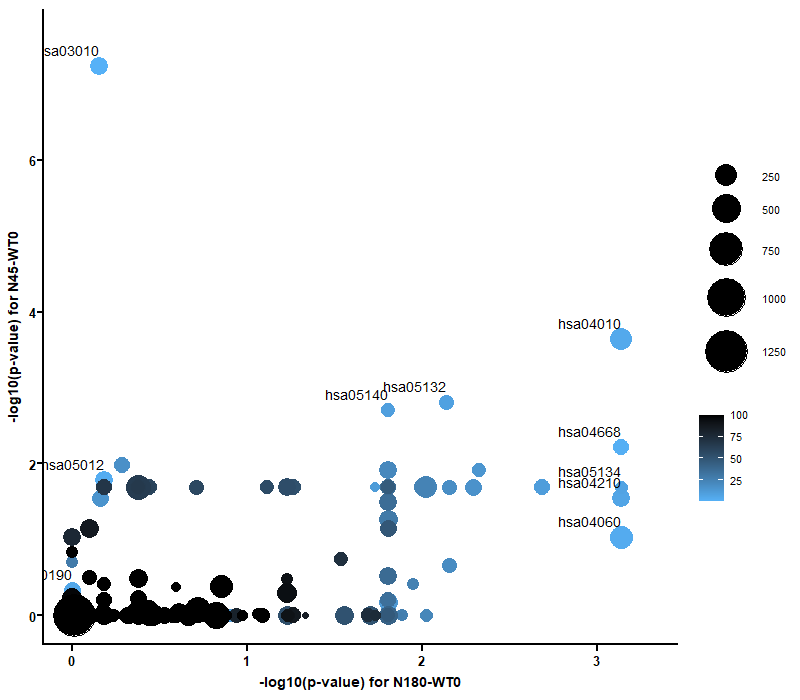 sa03010
6
4
2
0
hsa04010
hsa05132
hsa05140
hsa04668
hsa05012
hsa05134
hsa04210
hsa04060
0190
0
1
2
3
-log10(p-value) for N180-WT0
-log10(p-value) for N45-WT0
250
500
750
1000
1250
100
75
50
25